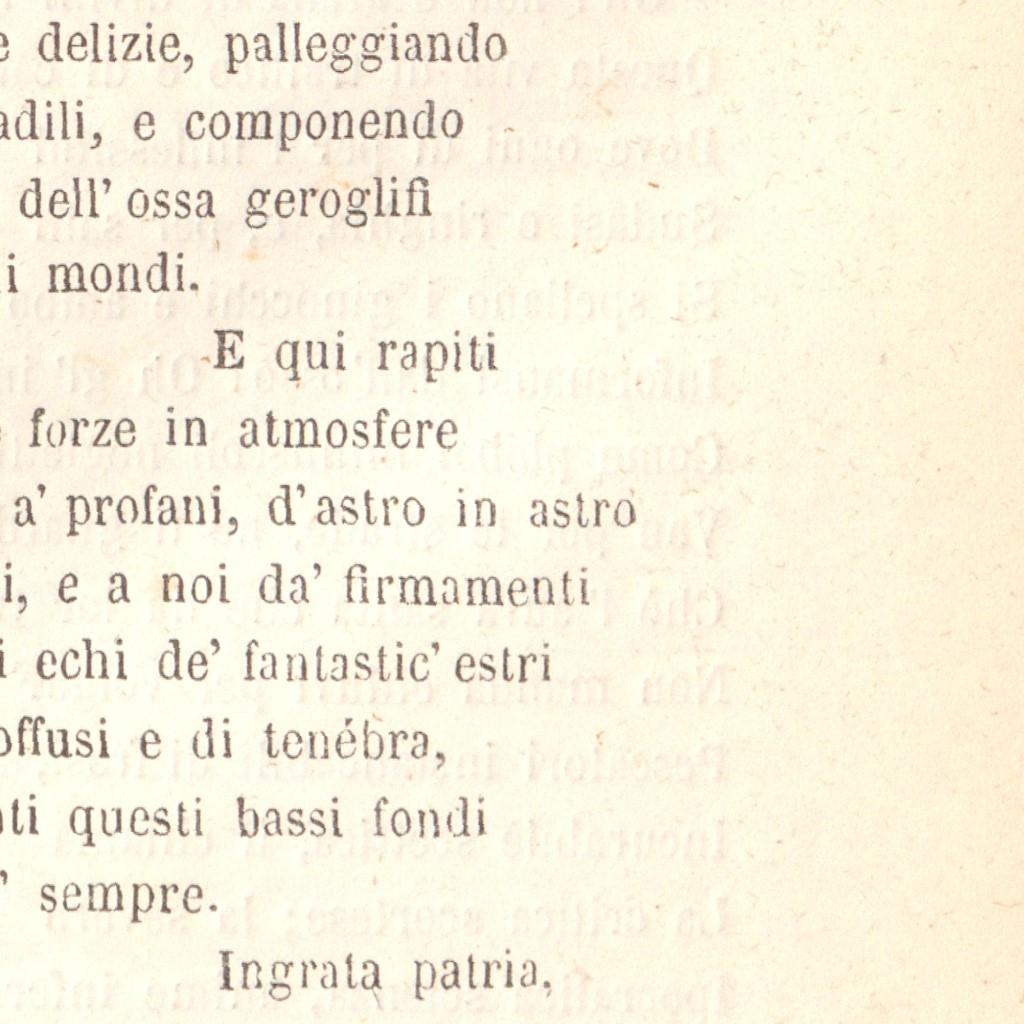 e delizie, palleggiando
adili, e componendo
dell' ossa geroglifi
i mondi.
E qui rapiti
forze in atmosfere
a' profani, d'astro in astro
i, e a noi da' firmamenti
i echi de' fantastic' estri
offusi e di tenébra,
ti questi bassi fondi
' sempre.
Ingrata patria,